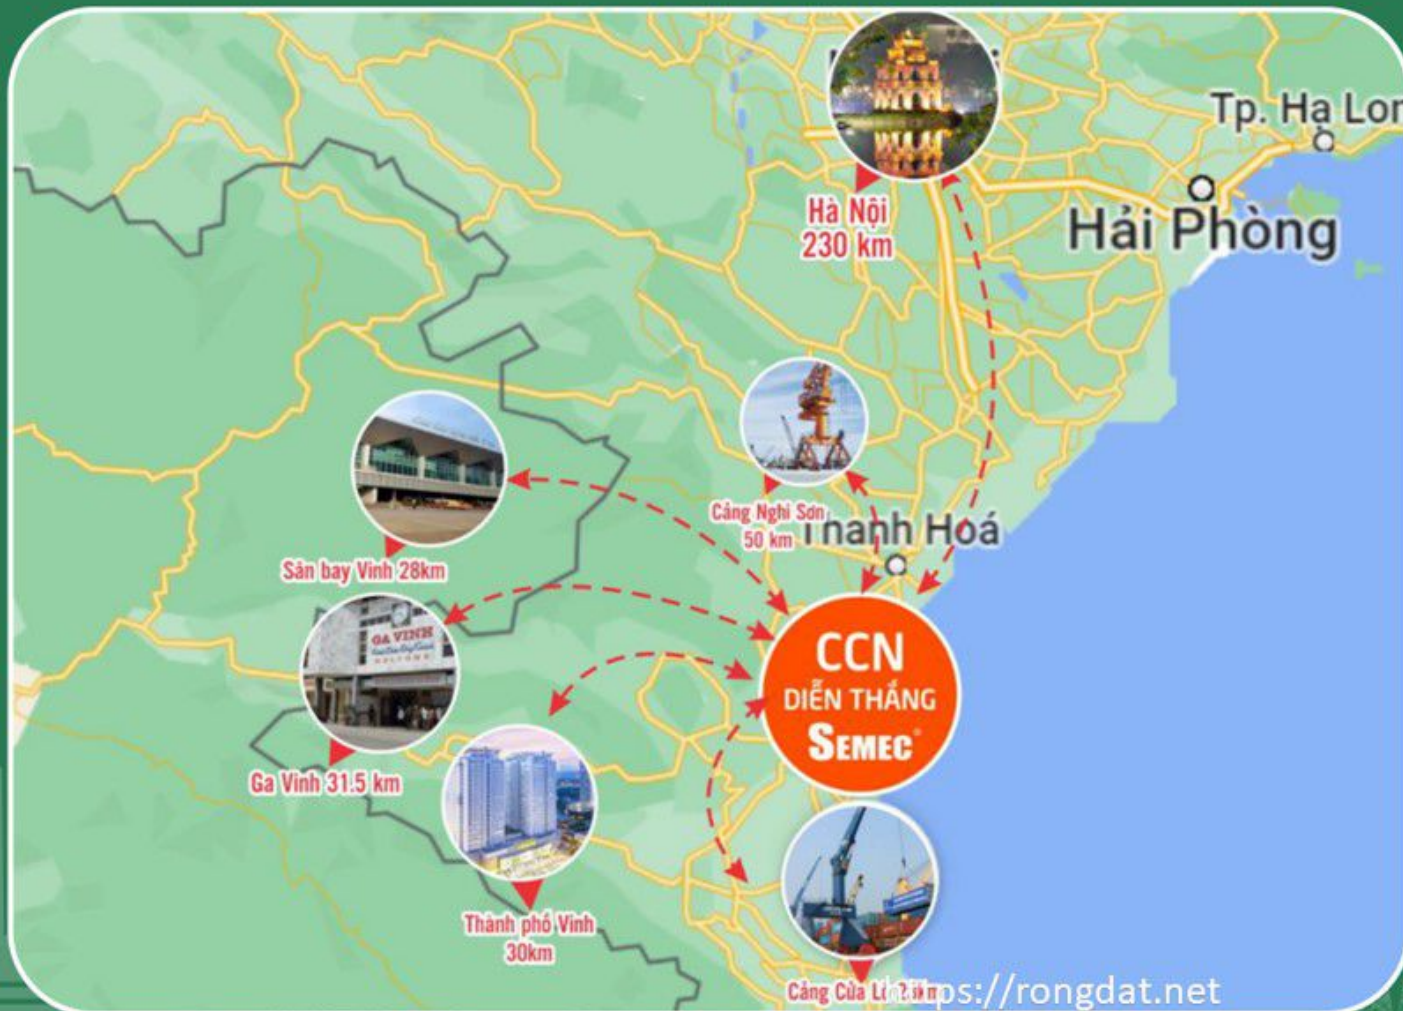 Tp. Hạ Lon
Hà Nội
230 km
Hải Phòng
Cảng Nghi Sơn
50 km
Thanh Hoá
Sân bay Vinh 28km
GA VINH
CCN
DIỄN THẮNG
SEMEC®
Ga Vinh 31.5 km
Thành phố Vinh
30km
Cảng Cửa Lò
https://rongdat.net